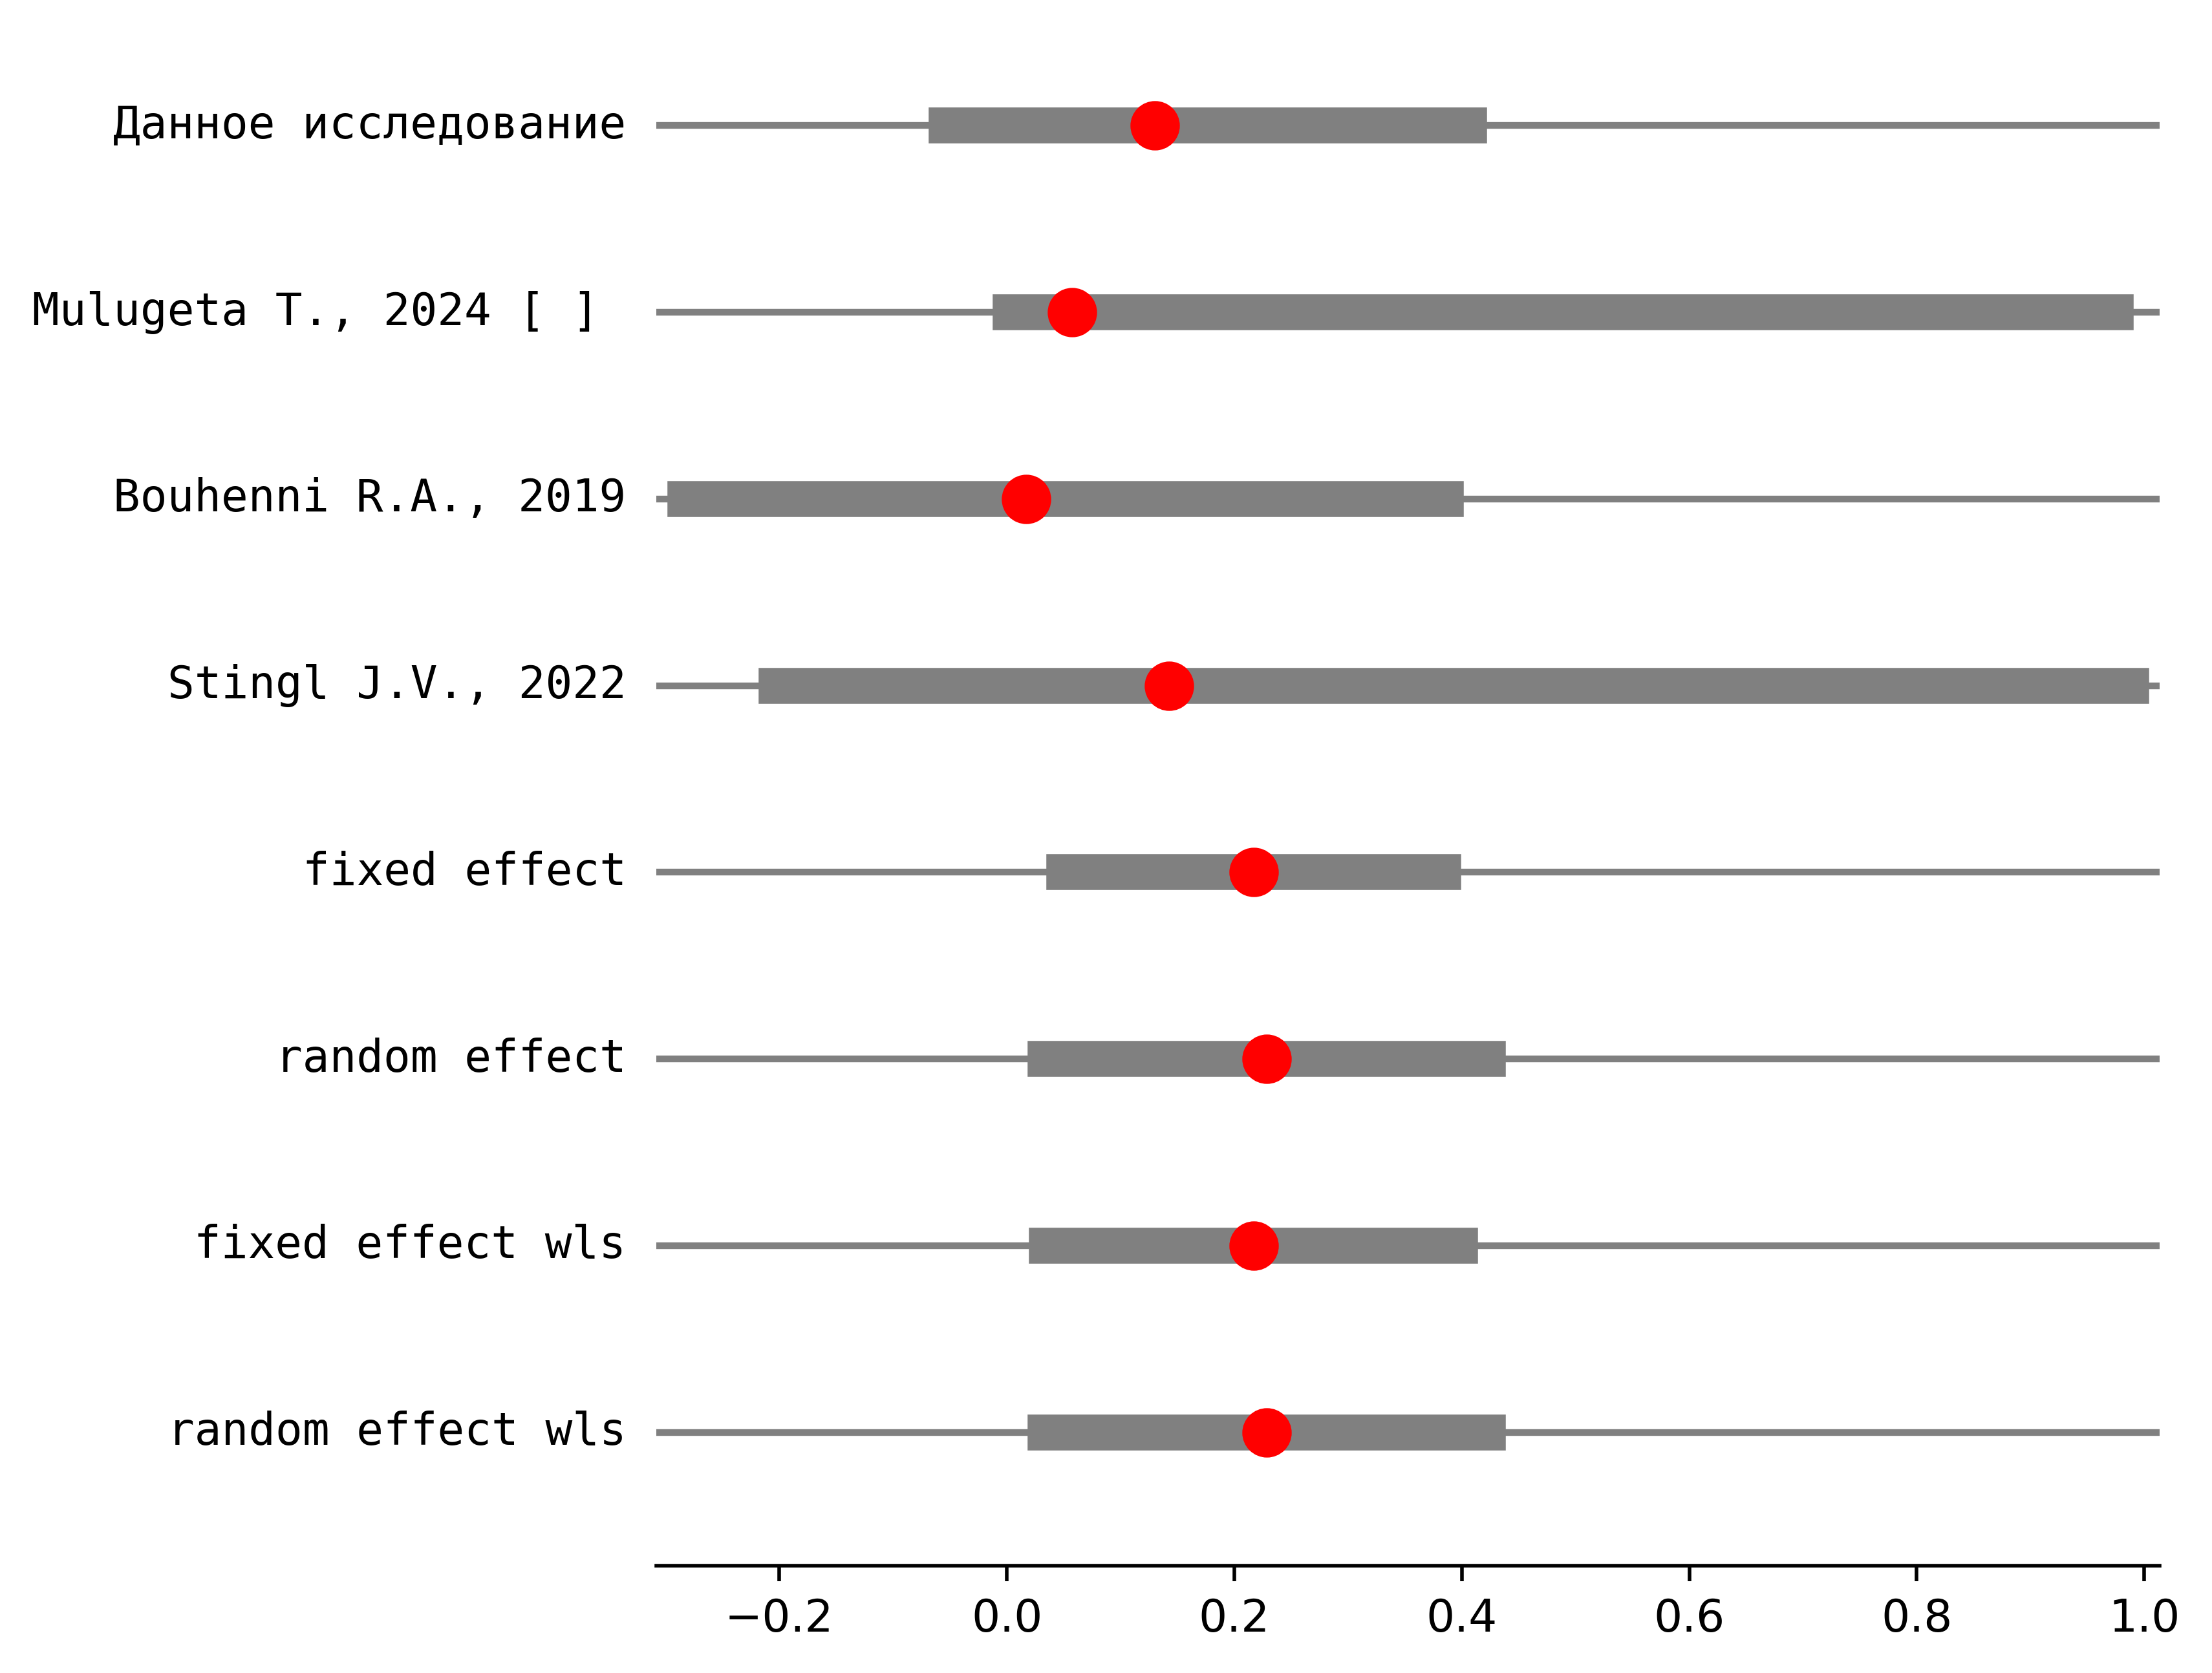 Данное исследование
Mulugeta T., 2024 [ ]
Bouhenni R.A., 2019
Stingl J.V., 2022
fixed effect
random effect
fixed effect wls
random effect wls
−0.2 0.0 0.2 0.4 0.6 0.8 1.0